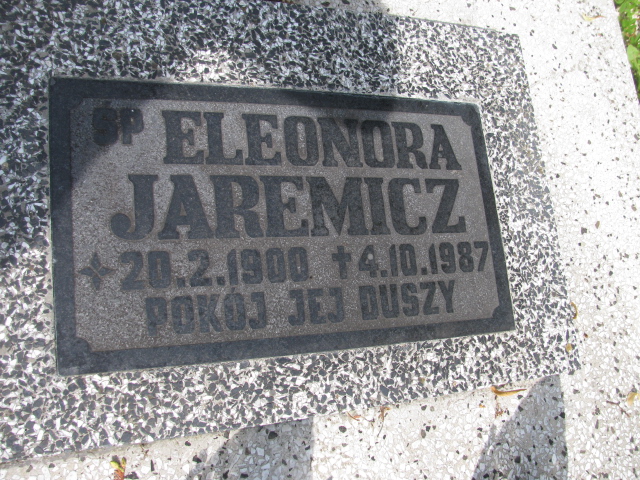 ŚP ELEONORA
JAREMICZ
20.2.1900 4.10.1987
POKÓJ JEJ DUSZY